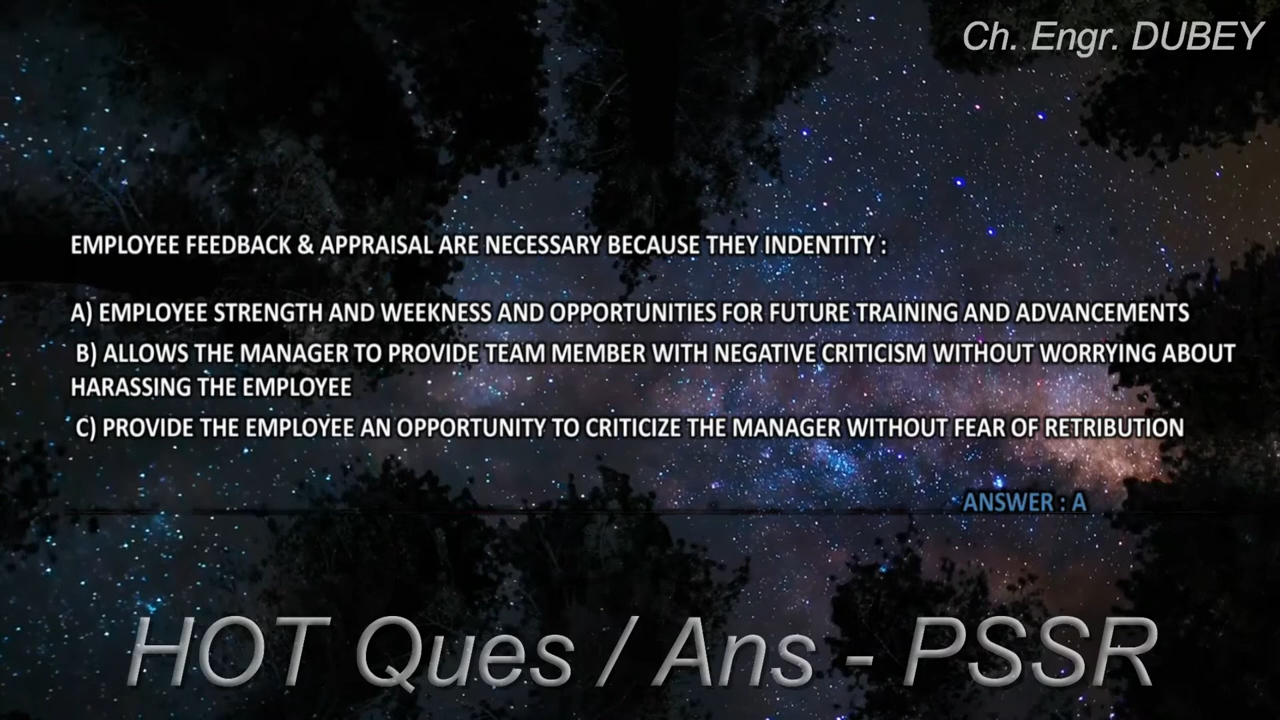 Ch. Engr. DUBEY
EMPLOYEE FEEDBACK & APPRAISAL ARE NECESSARY BECAUSE THEY INDENTITY :
A) EMPLOYEE STRENGTH AND WEEKNESS AND OPPORTUNITIES FOR FUTURE TRAINING AND ADVANCEMENTS
B) ALLOWS THE MANAGER TO PROVIDE TEAM MEMBER WITH NEGATIVE CRITICISM WITHOUT WORRYING ABOUT
HARASSING THE EMPLOYEE
C) PROVIDE THE EMPLOYEE AN OPPORTUNITY TO CRITICIZE THE MANAGER WITHOUT FEAR OF RETRIBUTION
ANSWER : A
HOT Ques / Ans - PSSR